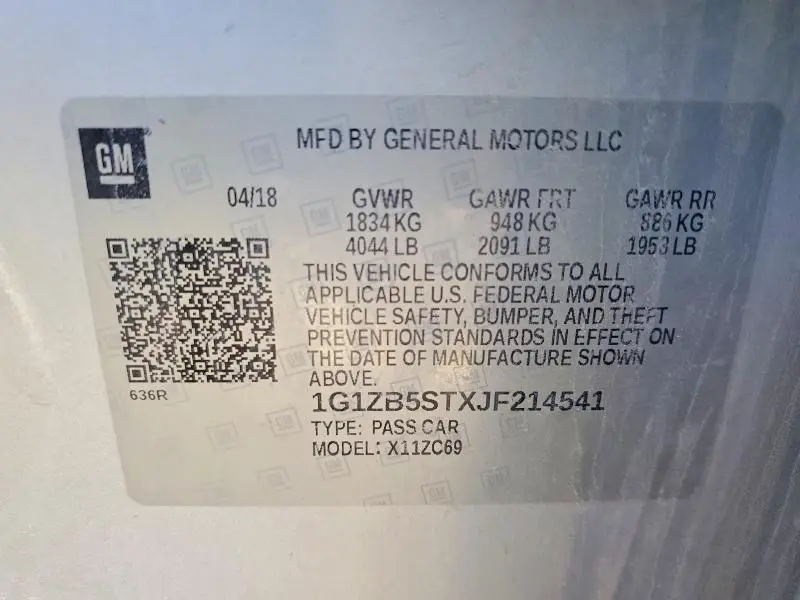 GM
MFD BY GENERAL MOTORS LLC
04/18 GVWR GAWR FRT GAWR RR
1834 KG 948 KG 886 KG
4044 LB 2091 LB 1953 LB
THIS VEHICLE CONFORMS TO ALL
APPLICABLE U.S. FEDERAL MOTOR
VEHICLE SAFETY, BUMPER, AND THEFT
PREVENTION STANDARDS IN EFFECT ON
THE DATE OF MANUFACTURE SHOWN
ABOVE.
636R
1G1ZB5STXJF214541
TYPE: PASS CAR
MODEL: X11ZC69